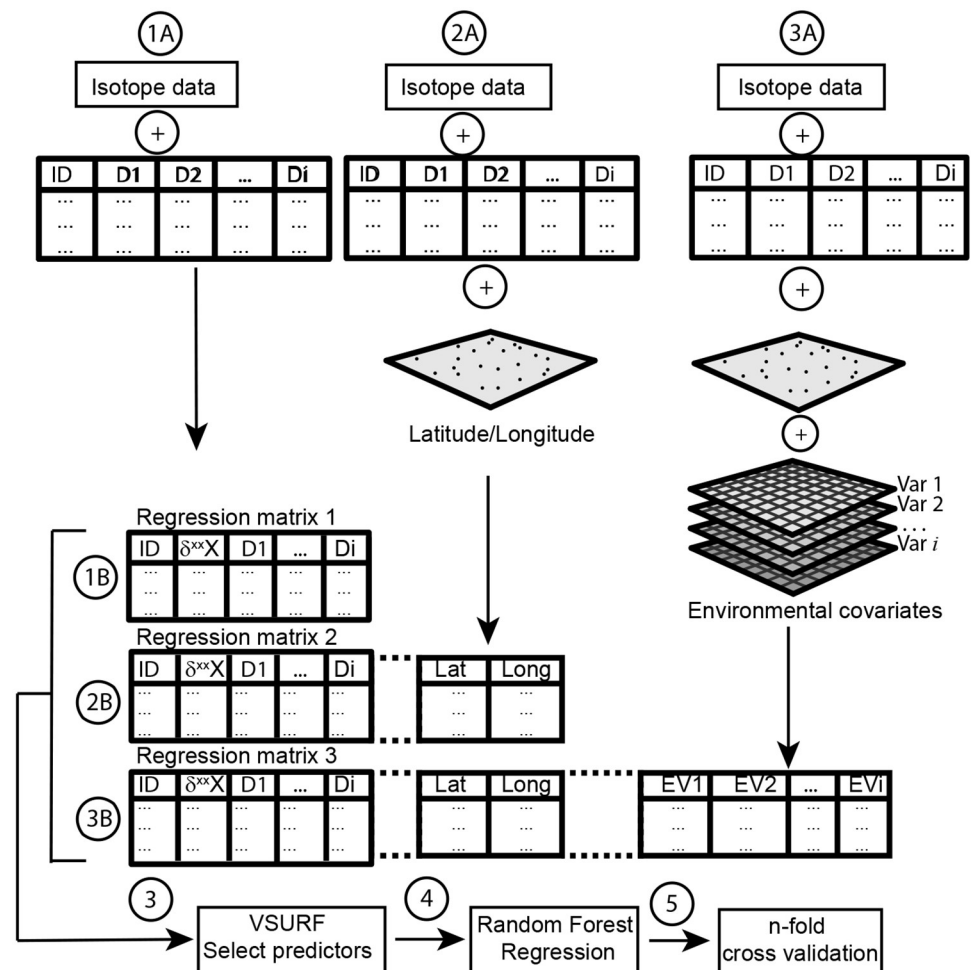 1A 2A 3A
Isotope data Isotope data Isotope data
+ + +
ID D1 D2 ... Di ID D1 D2 ... Di ID D1 D2 ... Di
... ... ... ... ... ...
... ... ... ... ... ...
... ... ... ... ... ...
+ +
Latitude/Longitude
+
Var 1
Var 2
...
Var i
Environmental covariates
Regression matrix 1
1B
ID δxxX D1 ... Di
... ... ... ...
... ... ... ...
... ... ... ...
Regression matrix 2
2B
ID δxxX D1 ... Di Lat Long
... ... ... ... ... ... ...
... ... ... ... ... ... ...
... ... ... ... ... ... ...
Regression matrix 3
3B
ID δxxX D1 ... Di Lat Long EV1 EV2 ... EVi
... ... ... ... ... ... ... ... ... ... ...
... ... ... ... ... ... ... ... ... ... ...
... ... ... ... ... ... ... ... ... ... ...
3 4 5
VSURF
Select predictors
Random Forest
Regression
n-fold
cross validation